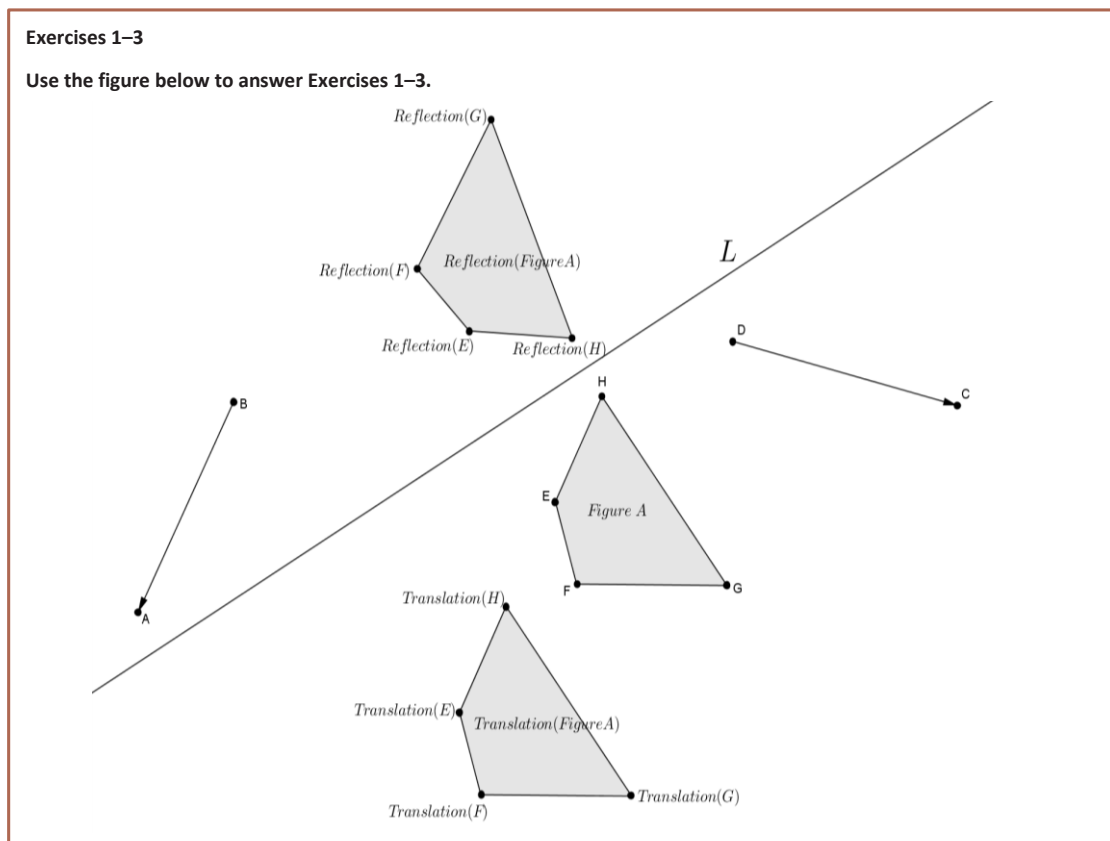 Exercises 1–3
Use the figure below to answer Exercises 1–3.
Reflection(G)
L
Reflection(F)
Reflection(FigureA)
D
Reflection(E)
Reflection(H)
H
C
B
E
Figure A
F
G
Translation(H)
A
Translation(E)
Translation(FigureA)
Translation(G)
Translation(F)